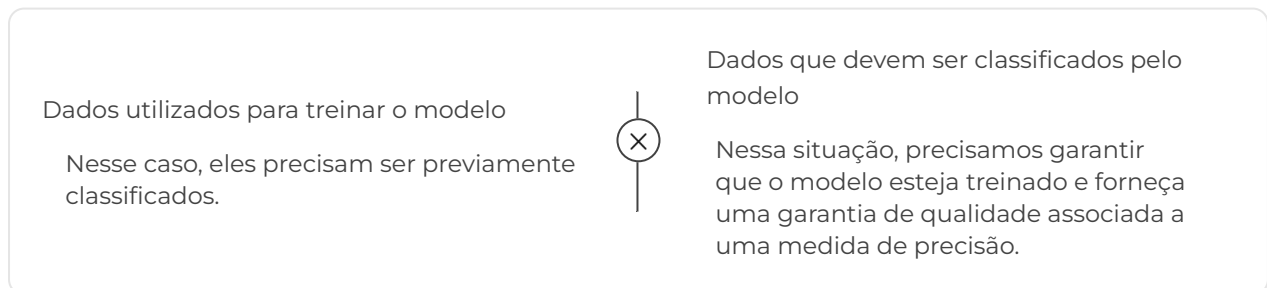 Dados utilizados para treinar o modelo
Nesse caso, eles precisam ser previamente
classificados.
Dados que devem ser classificados pelo
modelo
Nessa situação, precisamos garantir
que o modelo esteja treinado e forneça
uma garantia de qualidade associada a
uma medida de precisão.